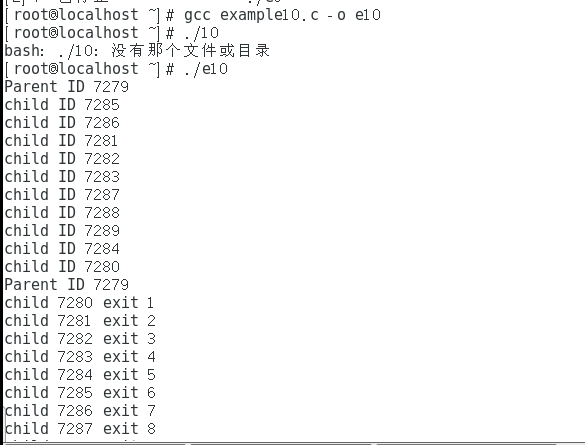 [root@localhost ~]# gcc example10.c -o e10
[root@localhost ~]# ./10
bash: ./10: 没有那个文件或目录
[root@localhost ~]# ./e10
Parent ID 7279
child ID 7285
child ID 7286
child ID 7281
child ID 7282
child ID 7283
child ID 7287
child ID 7288
child ID 7289
child ID 7284
child ID 7280
Parent ID 7279
child 7280 exit 1
child 7281 exit 2
child 7282 exit 3
child 7283 exit 4
child 7284 exit 5
child 7285 exit 6
child 7286 exit 7
child 7287 exit 8